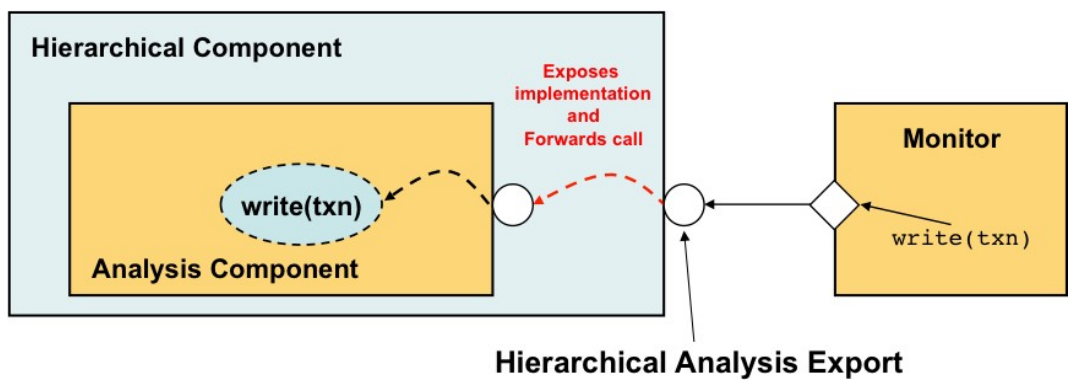 Hierarchical Component
Exposes
implementation
and
Forwards call
Monitor
write(txn)
write(txn)
Analysis Component
Hierarchical Analysis Export